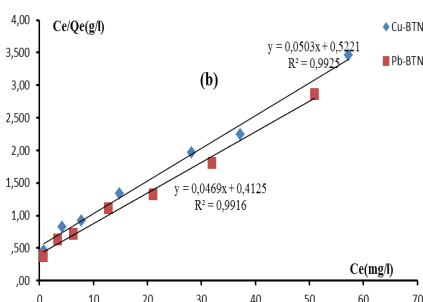 4,00
Ce/Qe(g/l)
Cu-BTN
3,500
y = 0,0503x + 0,5221
R² = 0,9925
Pb-BTN
3,00
(b)
2,500
2,00
1,500
y = 0,0469x + 0,4125
R² = 0,9916
1,00
,500
Ce(mg/l)
,00
0 10 20 30 40 50 60 70